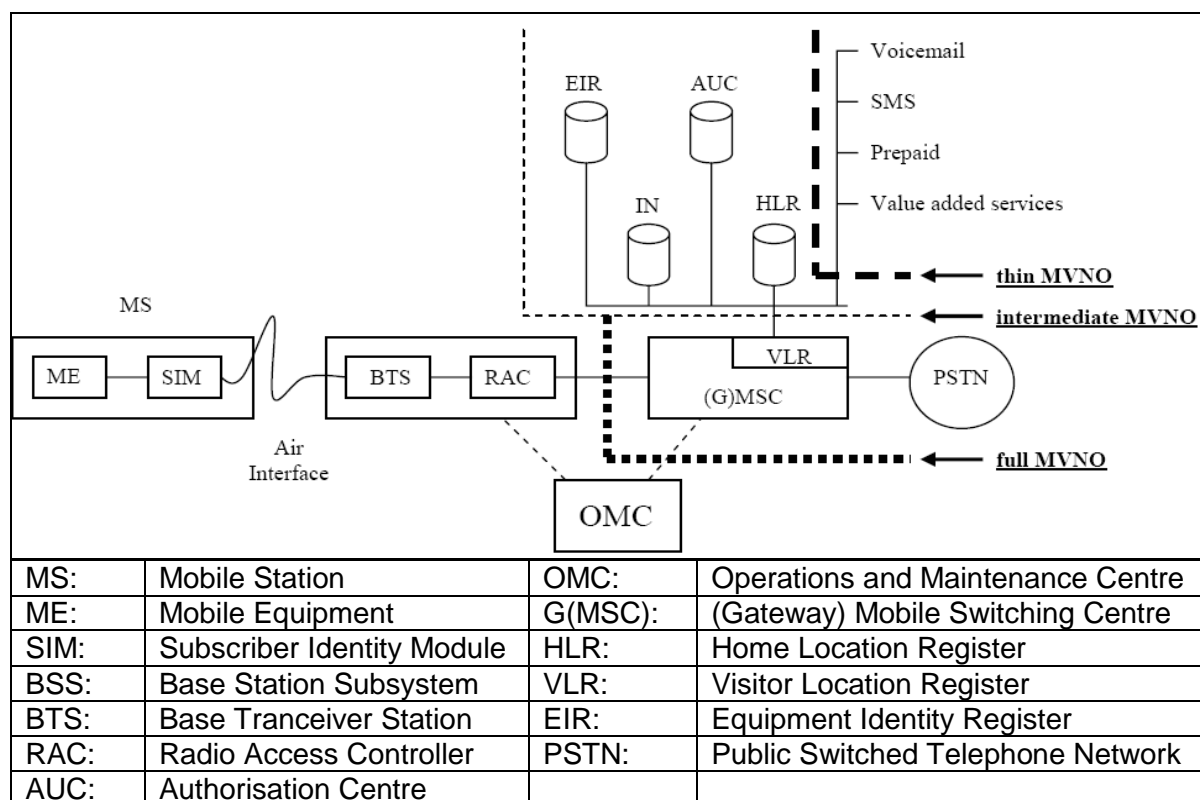 Voicemail
EIR AUC
SMS
Prepaid
IN HLR Value added services
thin MVNO
MS intermediate MVNO
VLR
ME SIM BTS RAC PSTN
(G)MSC
Air
Interface
full MVNO
OMC
MS: Mobile Station OMC: Operations and Maintenance Centre
ME: Mobile Equipment G(MSC): (Gateway) Mobile Switching Centre
SIM: Subscriber Identity Module HLR: Home Location Register
BSS: Base Station Subsystem VLR: Visitor Location Register
BTS: Base Tranceiver Station EIR: Equipment Identity Register
RAC: Radio Access Controller PSTN: Public Switched Telephone Network
AUC: Authorisation Centre